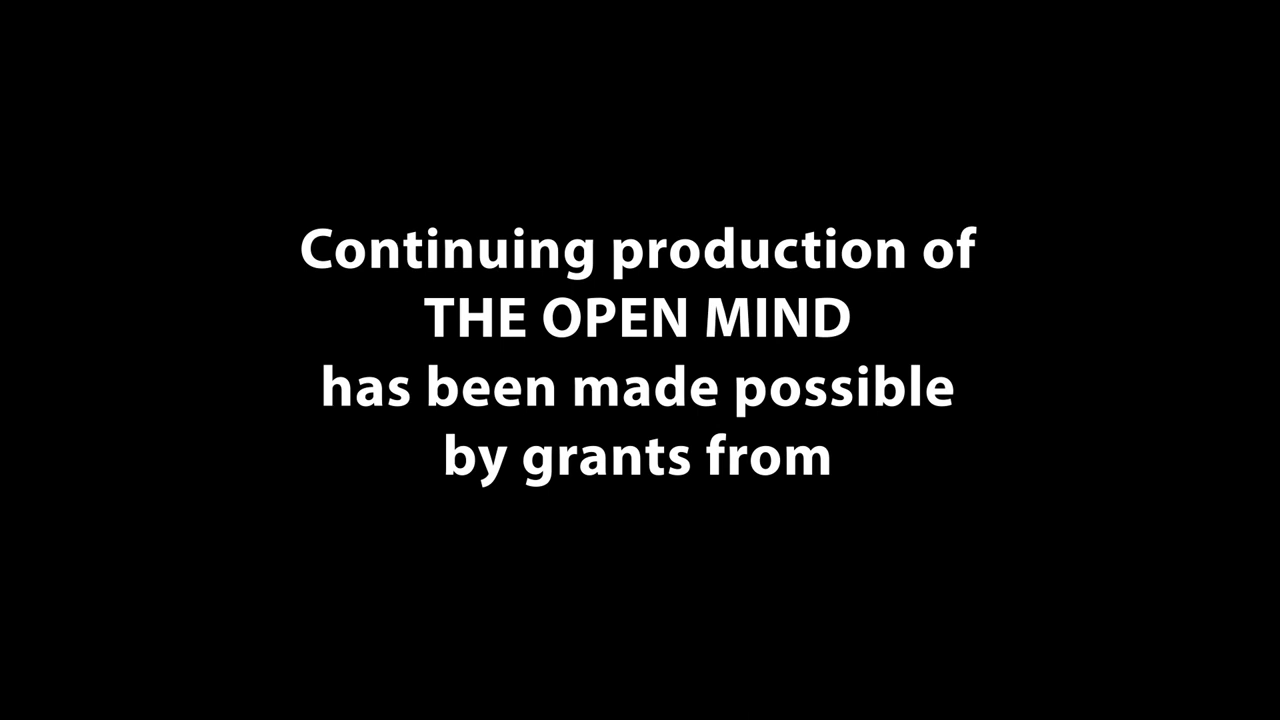 Continuing production of
THE OPEN MIND
has been made possible
by grants from